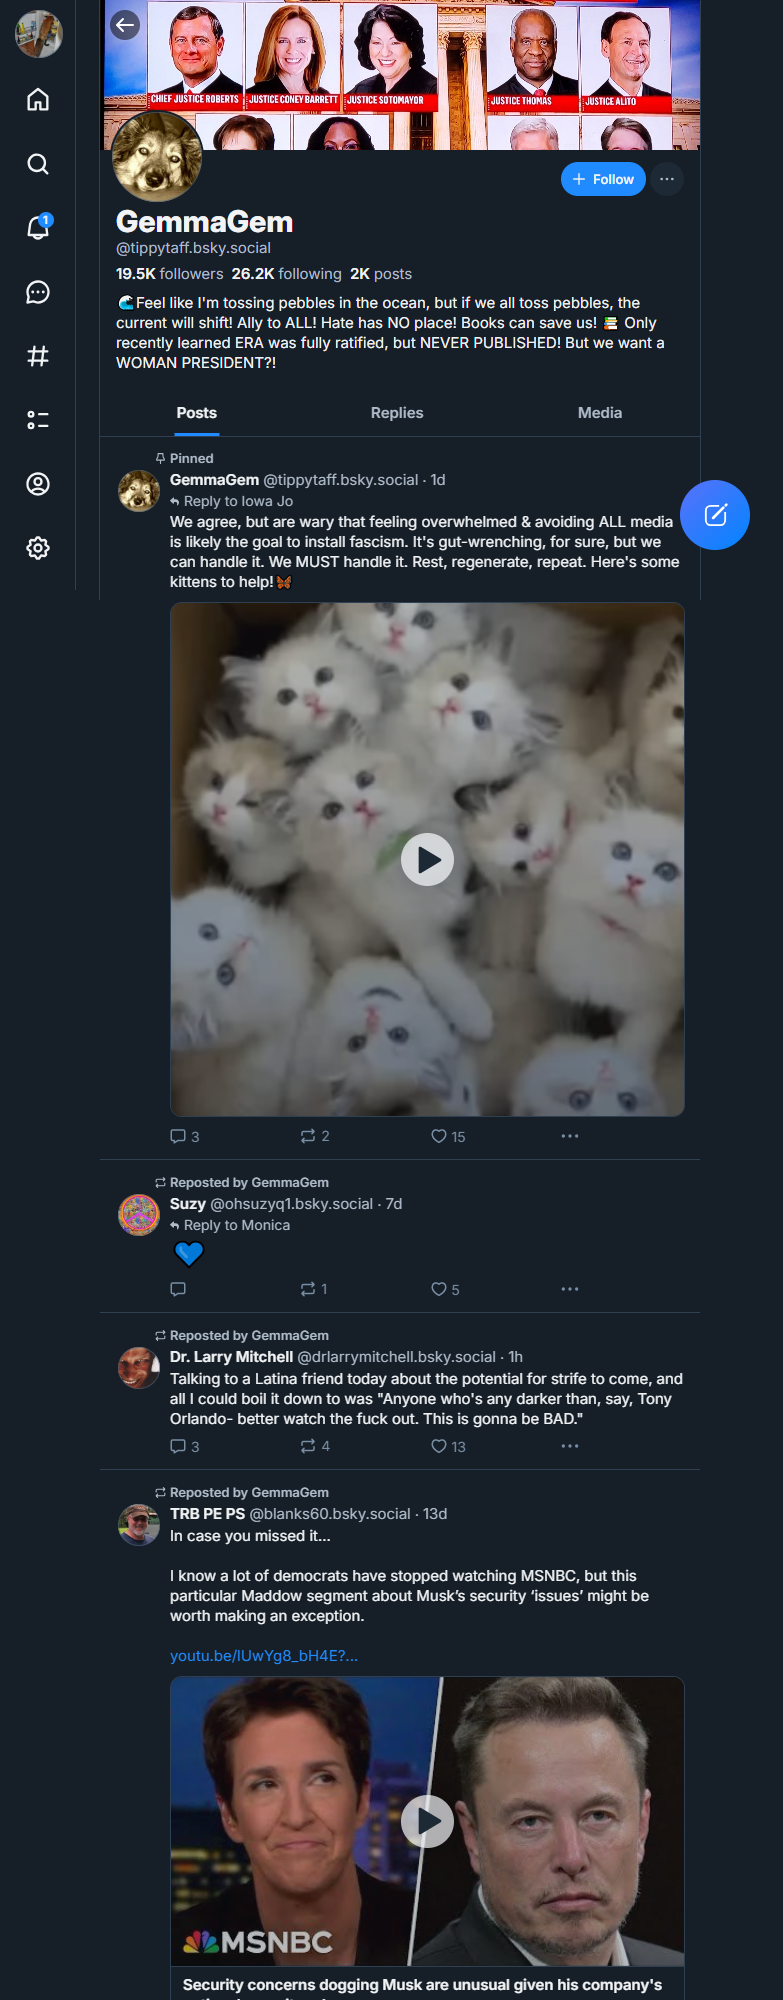 CHIEF JUSTICE ROBERTS
JUSTICE CONEY BARRETT
JUSTICE SOTOMAYOR
JUSTICE THOMAS
JUSTICE ALITO
1
+ Follow
GemmaGem
@tippytaff.bsky.social
19.5K followers 26.2K following 2K posts
🌊Feel like I'm tossing pebbles in the ocean, but if we all toss pebbles, the
current will shift! Ally to ALL! Hate has NO place! Books can save us! 📚 Only
recently learned ERA was fully ratified, but NEVER PUBLISHED! But we want a
WOMAN PRESIDENT?!
Posts Replies Media
Pinned
GemmaGem @tippytaff.bsky.social · 1d
Reply to Iowa Jo
We agree, but are wary that feeling overwhelmed & avoiding ALL media
is likely the goal to install fascism. It's gut-wrenching, for sure, but we
can handle it. We MUST handle it. Rest, regenerate, repeat. Here's some
kittens to help!🦋
3 2 15
Reposted by GemmaGem
Suzy @ohsuzyq1.bsky.social · 7d
Reply to Monica
💙
1 5
Reposted by GemmaGem
Dr. Larry Mitchell @drlarrymitchell.bsky.social · 1h
Talking to a Latina friend today about the potential for strife to come, and
all I could boil it down to was "Anyone who's any darker than, say, Tony
Orlando- better watch the fuck out. This is gonna be BAD."
3 4 13
Reposted by GemmaGem
TRB PE PS @blanks60.bsky.social · 13d
In case you missed it...
I know a lot of democrats have stopped watching MSNBC, but this
particular Maddow segment about Musk's security ‘issues’ might be
worth making an exception.
youtu.be/IUwYg8_bH4E?...
MSNBC
Security concerns dogging Musk are unusual given his company's